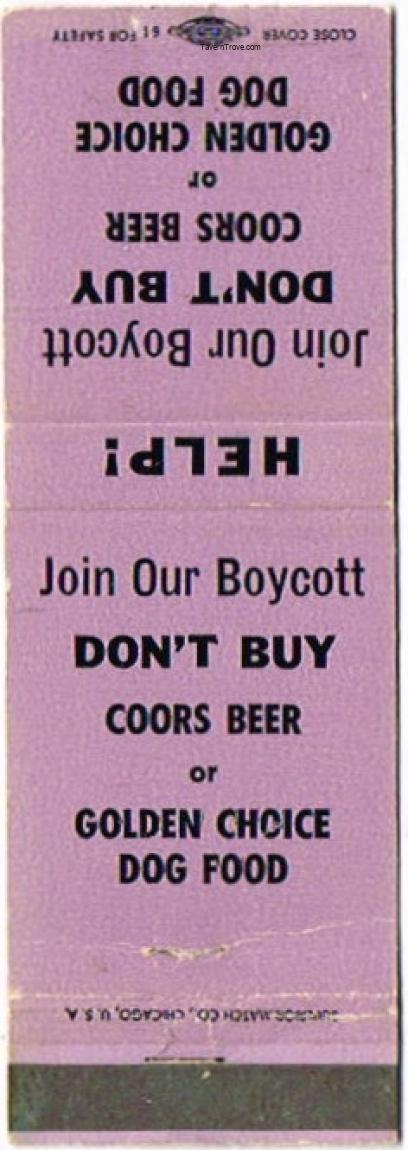 CLOSE COVER 61 FOR SAFETY
TavernTrove.com
DOG FOOD
GOLDEN CHOICE
or
COORS BEER
DON'T BUY
Join Our Boycott
HELP!
Join Our Boycott
DON'T BUY
COORS BEER
or
GOLDEN CHOICE
DOG FOOD
SUPERIOR MATCH CO., CHICAGO, U.S.A.